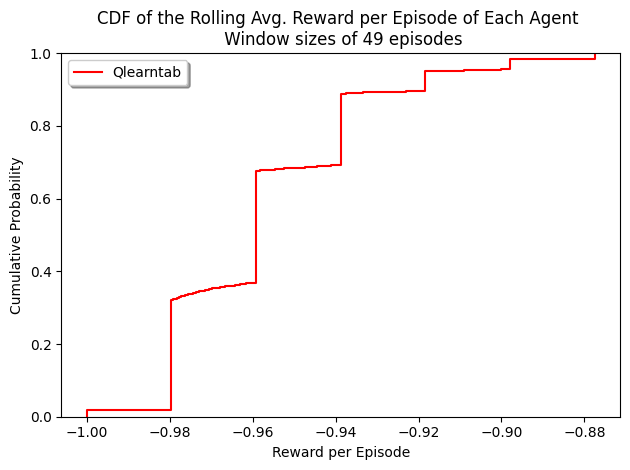 CDF of the Rolling Avg. Reward per Episode of Each Agent
Window sizes of 49 episodes
Qlearntab
Cumulative Probability
1.0
0.8
0.6
0.4
0.2
0.0
−1.00 −0.98 −0.96 −0.94 −0.92 −0.90 −0.88
Reward per Episode